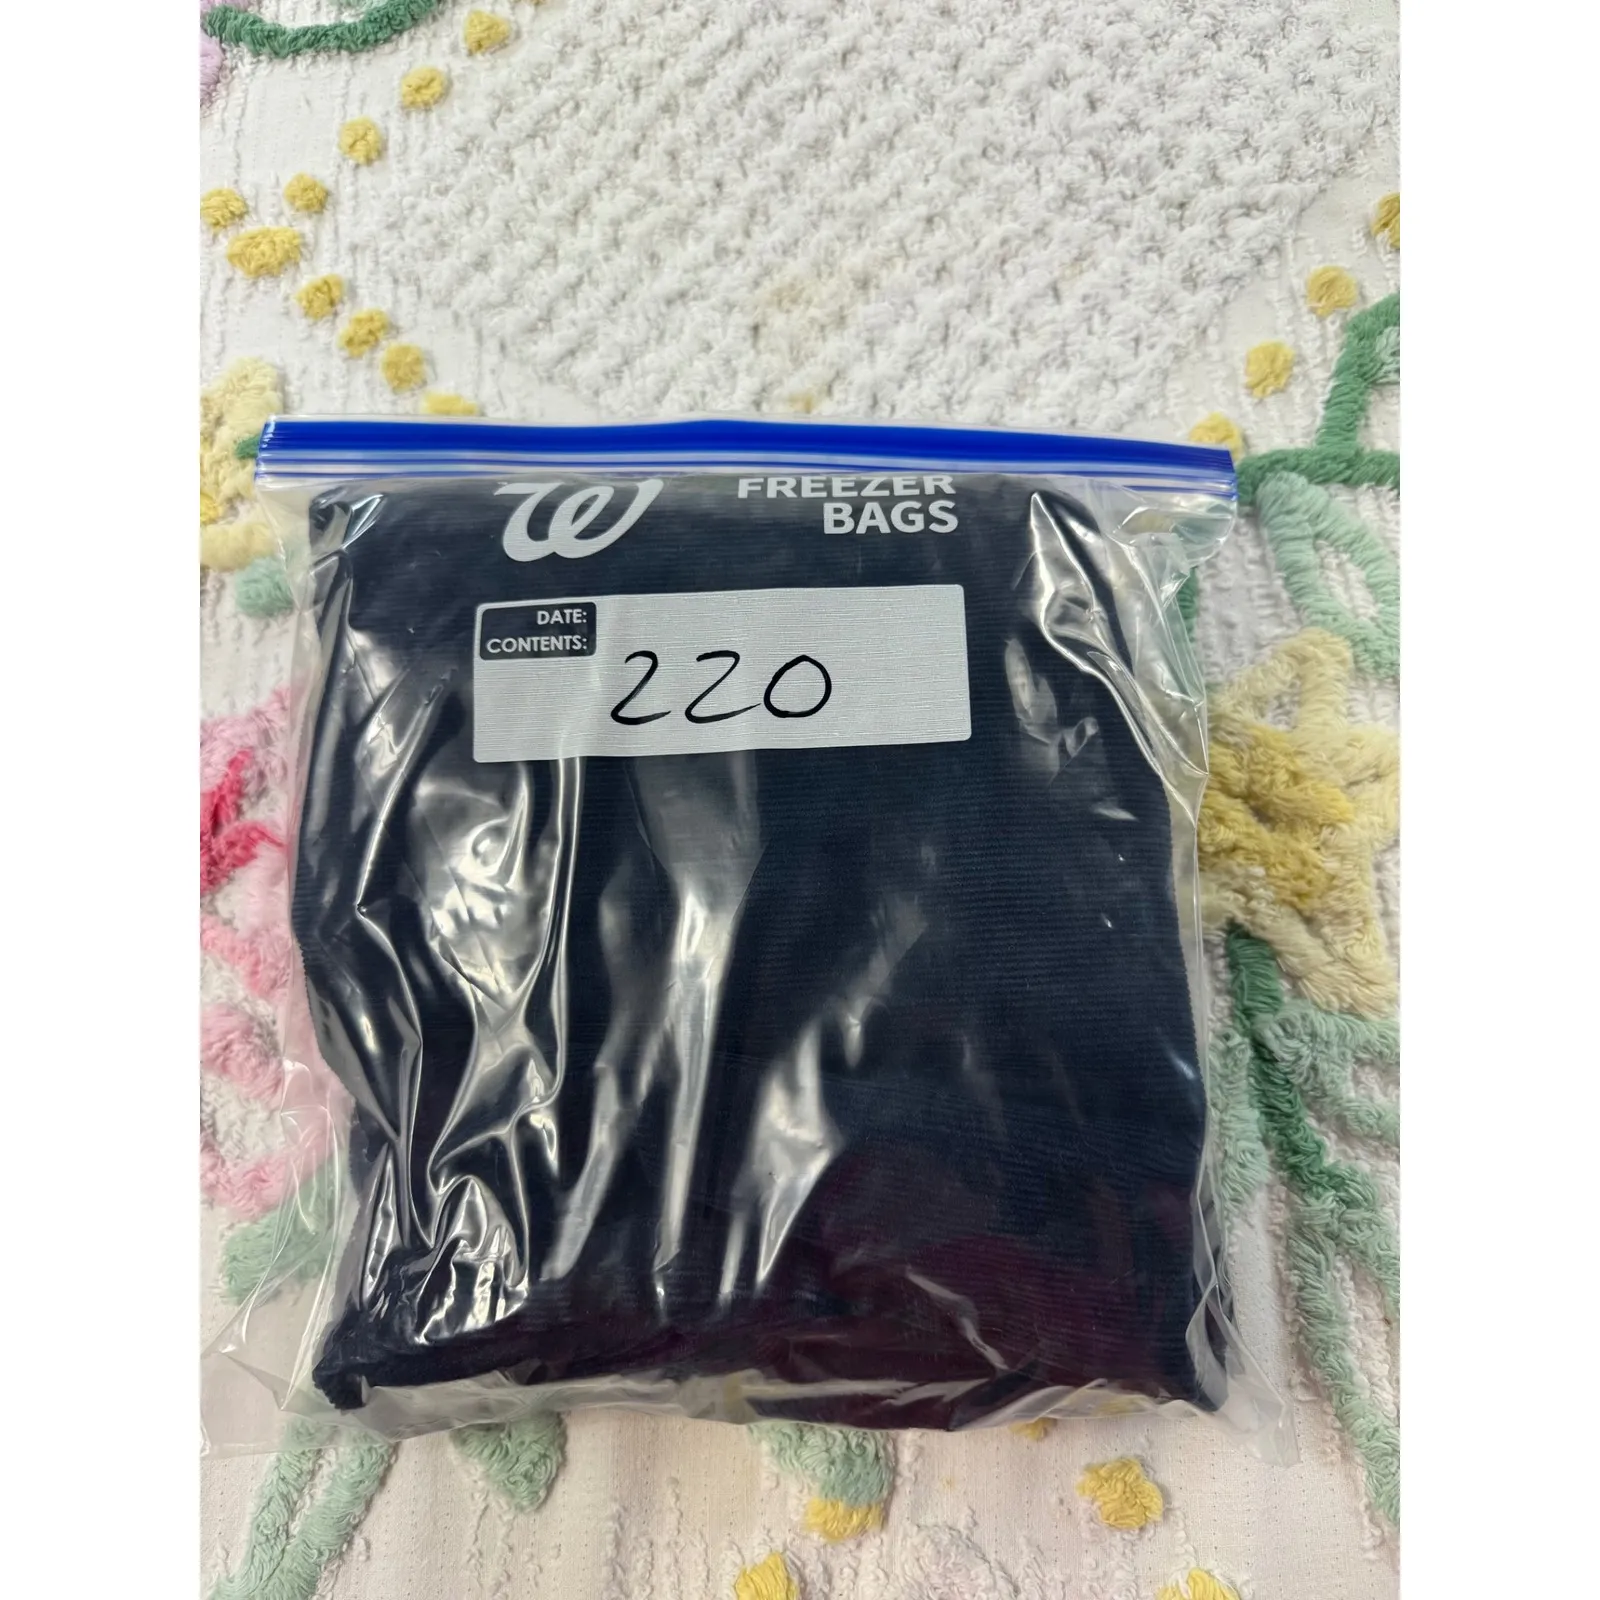 W
FREEZER
BAGS
DATE:
CONTENTS:
220